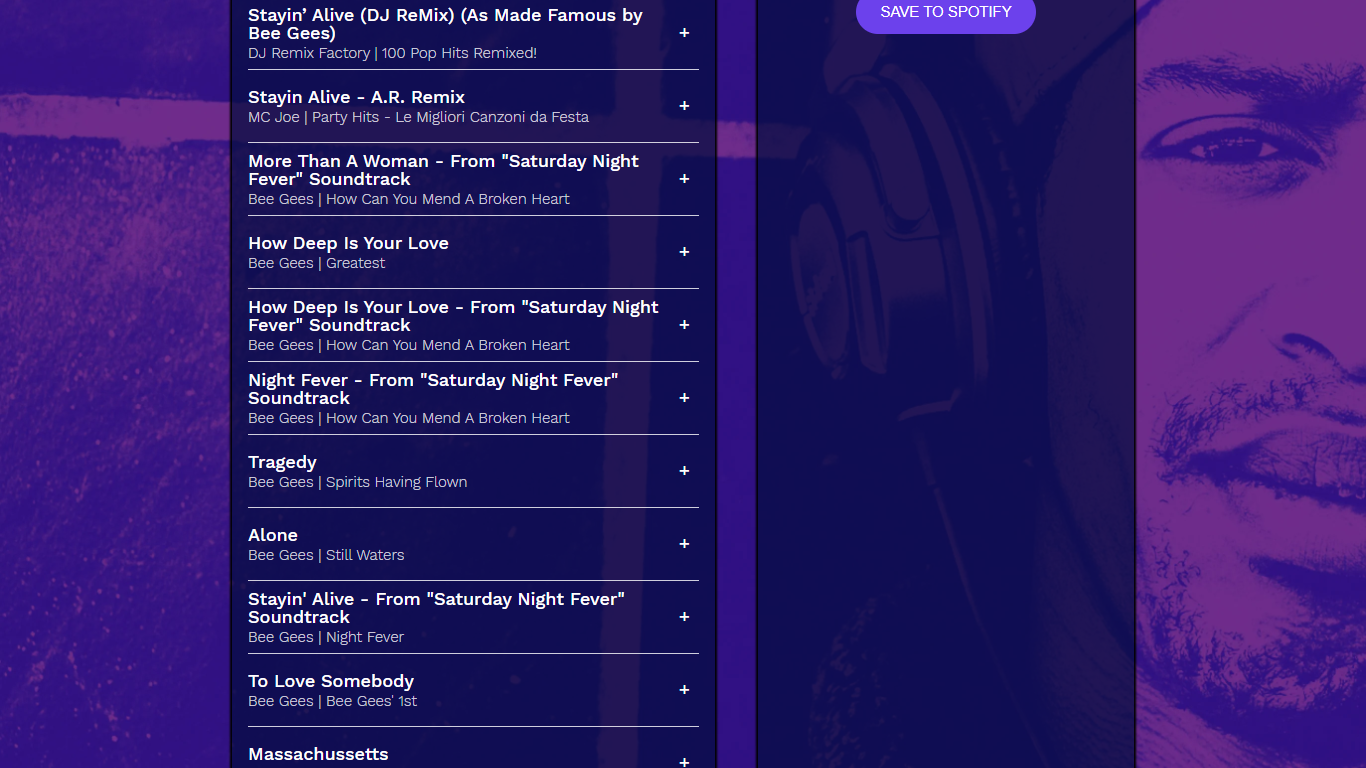 Stayin’ Alive (DJ ReMix) (As Made Famous by
Bee Gees)
DJ Remix Factory | 100 Pop Hits Remixed!
+
Stayin Alive - A.R. Remix
MC Joe | Party Hits - Le Migliori Canzoni da Festa
+
More Than A Woman - From "Saturday Night
Fever" Soundtrack
Bee Gees | How Can You Mend A Broken Heart
+
How Deep Is Your Love
Bee Gees | Greatest
+
How Deep Is Your Love - From "Saturday Night
Fever" Soundtrack
Bee Gees | How Can You Mend A Broken Heart
+
Night Fever - From "Saturday Night Fever"
Soundtrack
Bee Gees | How Can You Mend A Broken Heart
+
Tragedy
Bee Gees | Spirits Having Flown
+
Alone
Bee Gees | Still Waters
+
Stayin' Alive - From "Saturday Night Fever"
Soundtrack
Bee Gees | Night Fever
+
To Love Somebody
Bee Gees | Bee Gees' 1st
+
Massachussetts
+
SAVE TO SPOTIFY